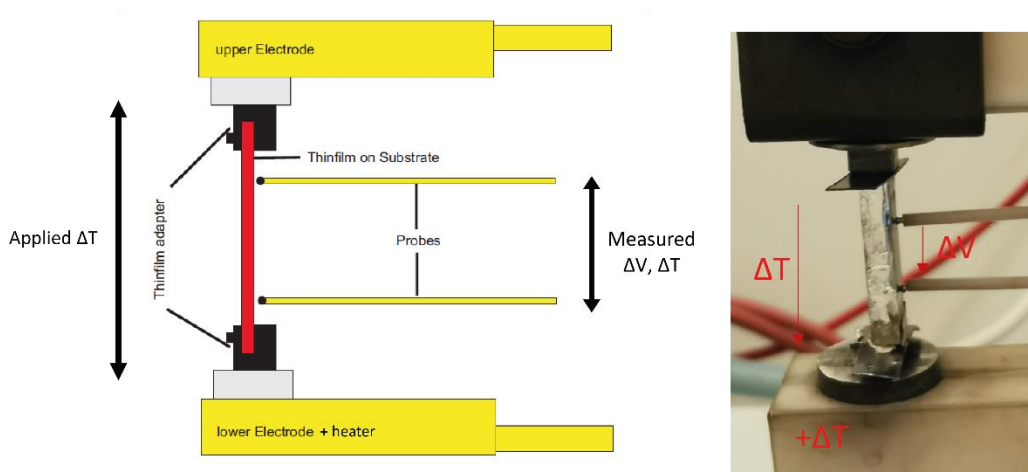 upper Electrode
Thinfilm on Substrate
Thinfilm adapter
Applied ΔT
Probes
Measured
ΔV, ΔT
lower Electrode + heater
ΔT
ΔV
+ΔT